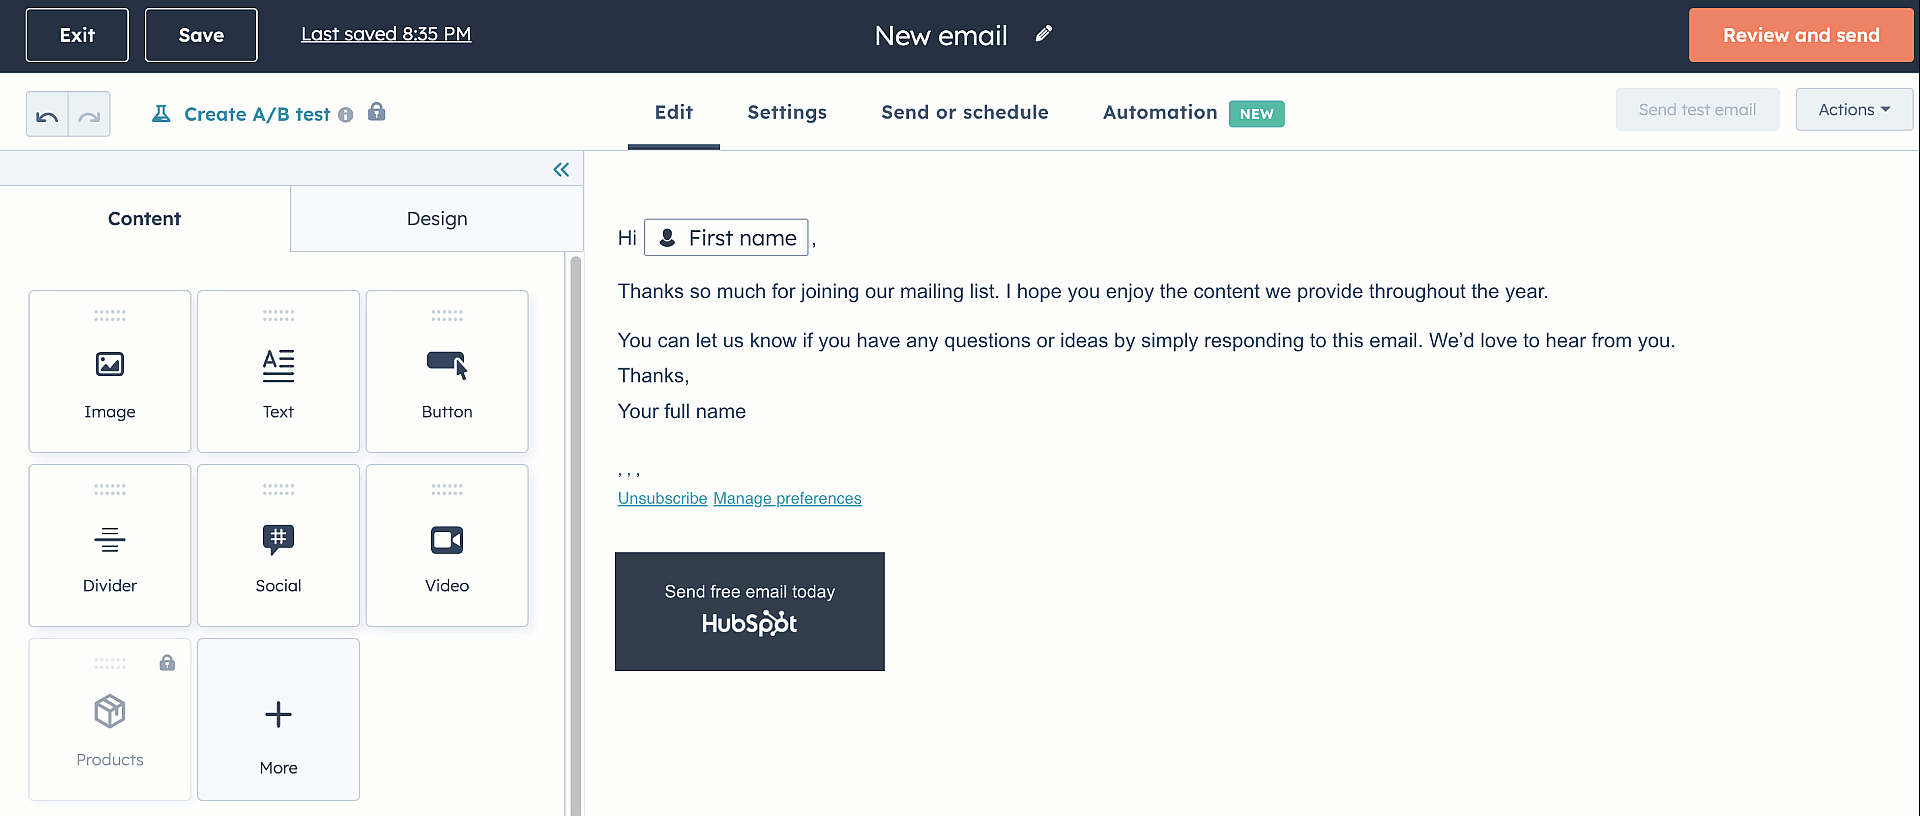 Exit Save Last saved 8:35 PM New email Review and send
Create A/B test Edit Settings Send or schedule Automation NEW Send test email Actions
Content Design
Image Text Button
Divider Social Video
Products More
Hi First name ,
Thanks so much for joining our mailing list. I hope you enjoy the content we provide throughout the year.
You can let us know if you have any questions or ideas by simply responding to this email. We’d love to hear from you.
Thanks,
Your full name
, , ,
Unsubscribe Manage preferences
Send free email today
HubSpot